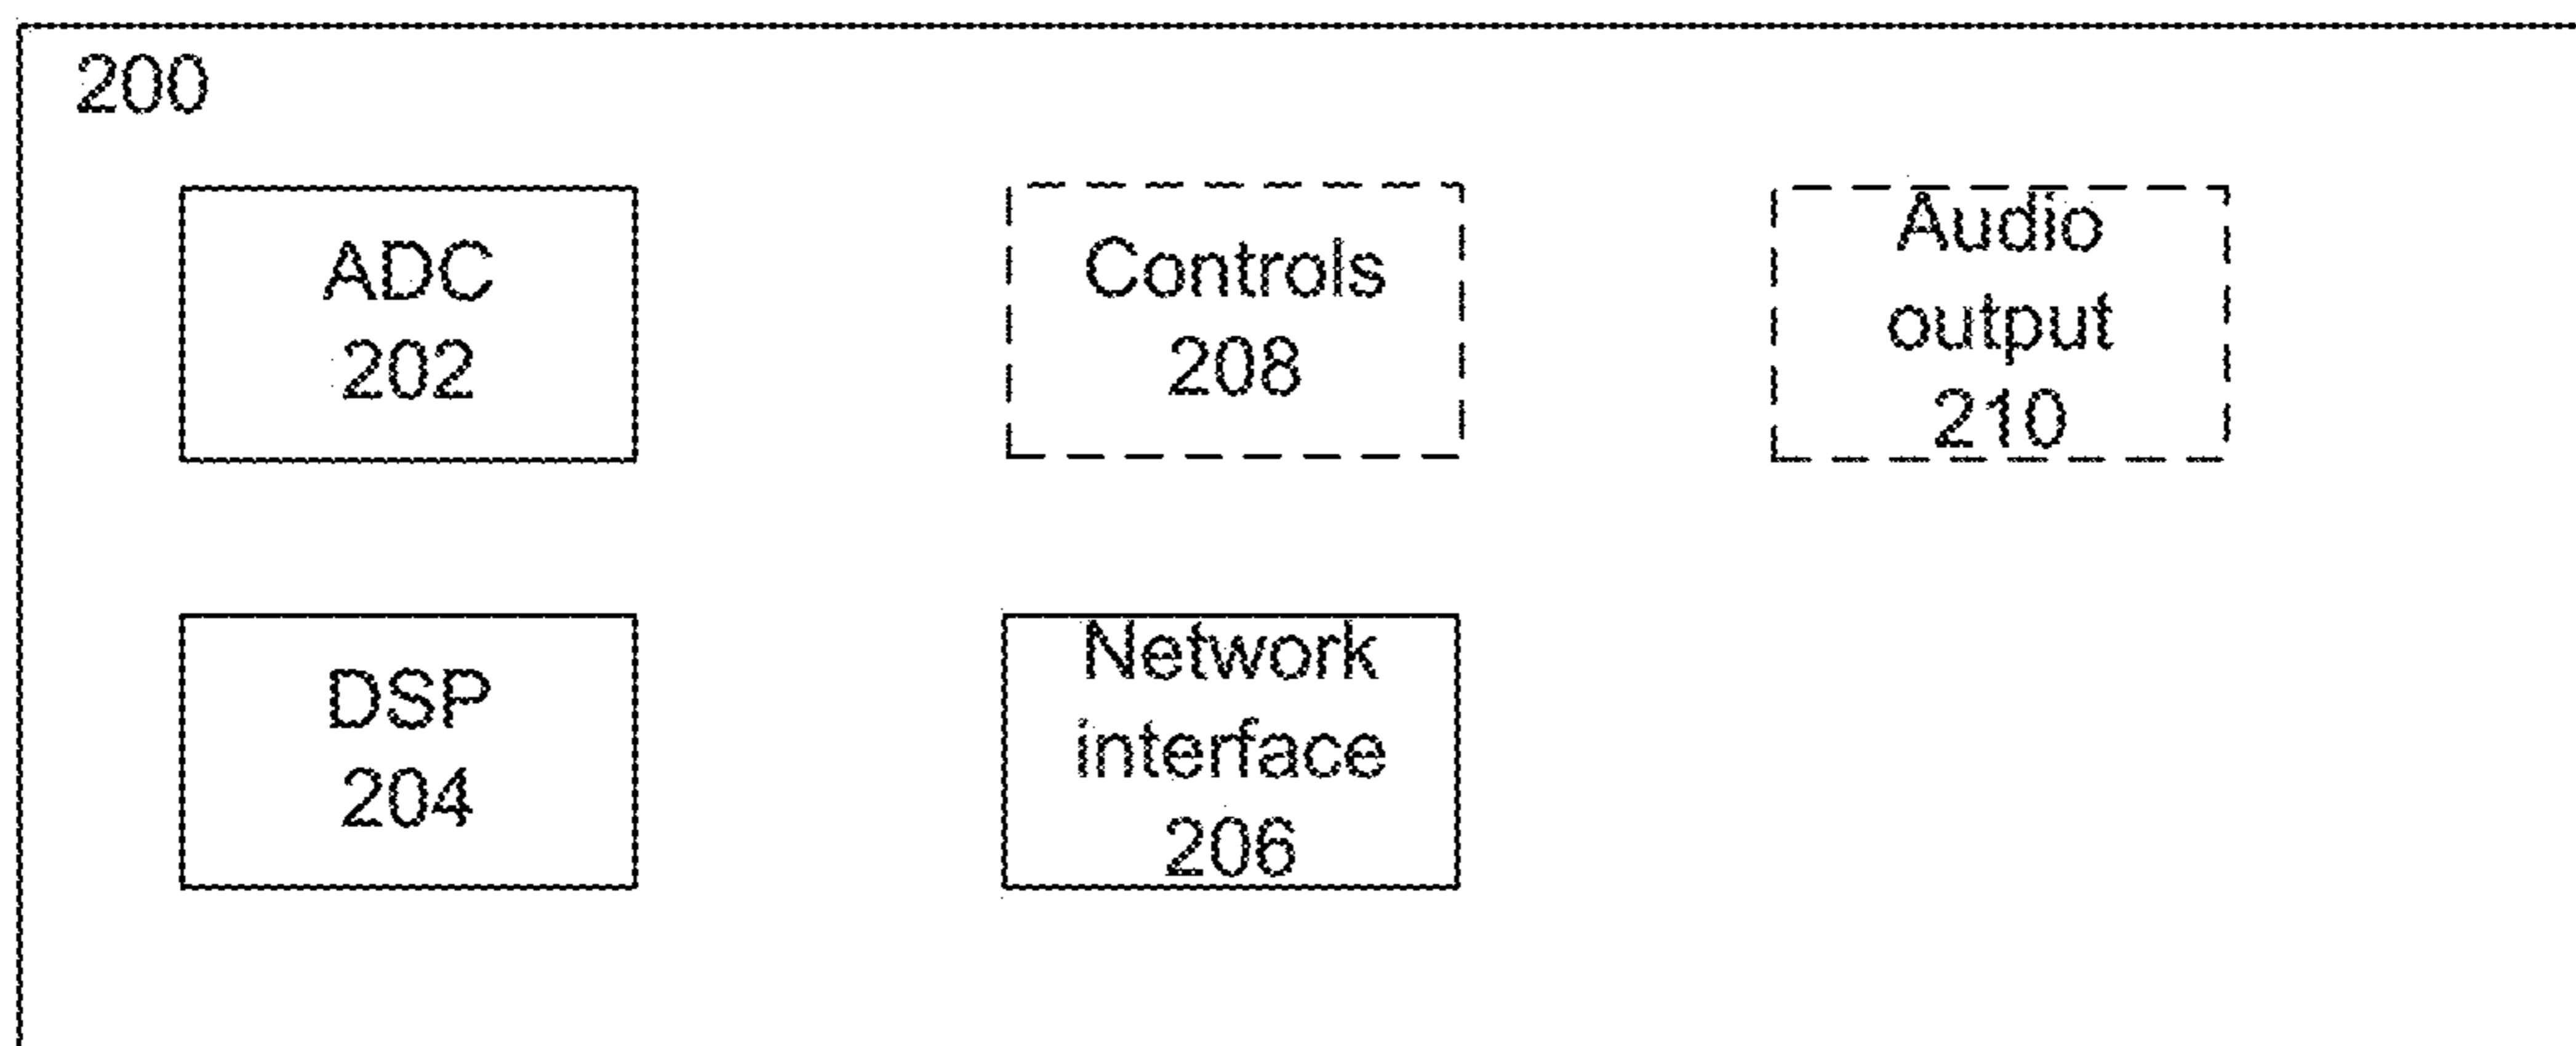 200
ADC
202
Controls
208
Audio
output
210
DSP
204
Network
interface
206